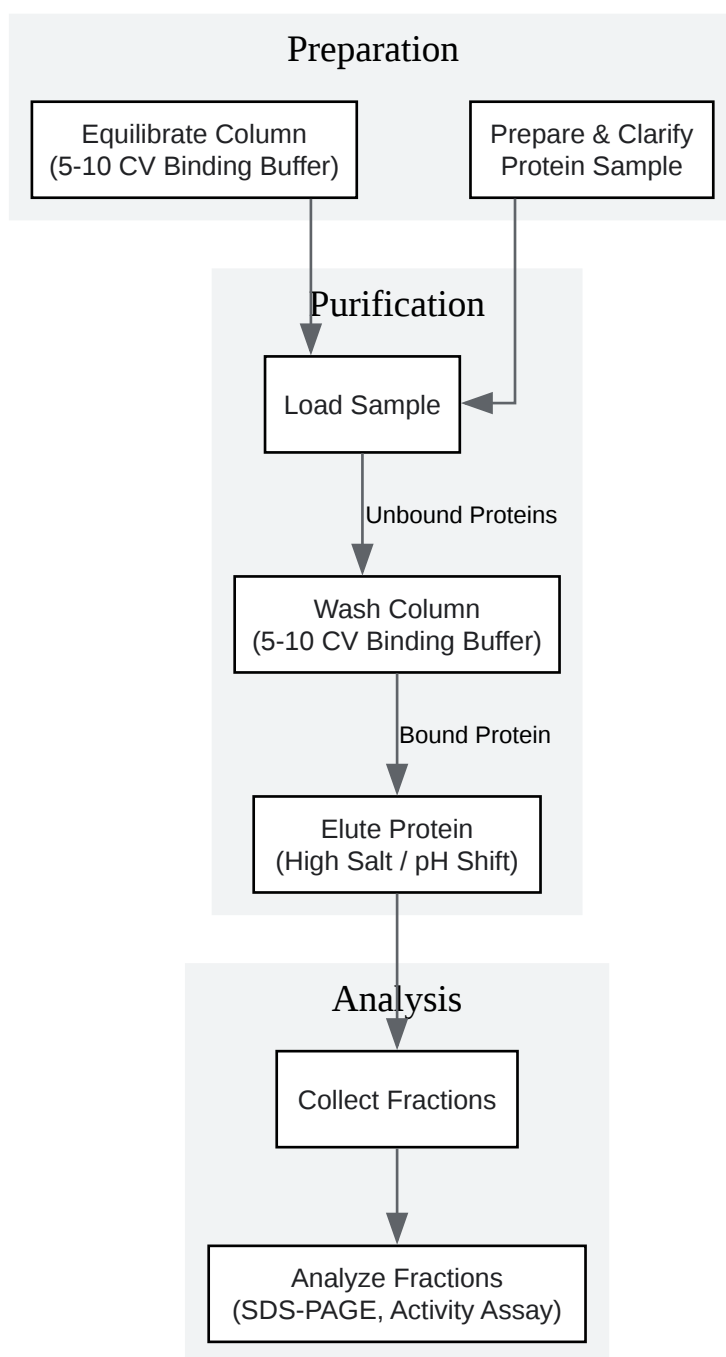 Preparation
Equilibrate Column
(5-10 CV Binding Buffer)
Prepare & Clarify
Protein Sample
Purification
Load Sample
Unbound Proteins
Wash Column
(5-10 CV Binding Buffer)
Bound Protein
Elute Protein
(High Salt / pH Shift)
Analysis
Collect Fractions
Analyze Fractions
(SDS-PAGE, Activity Assay)